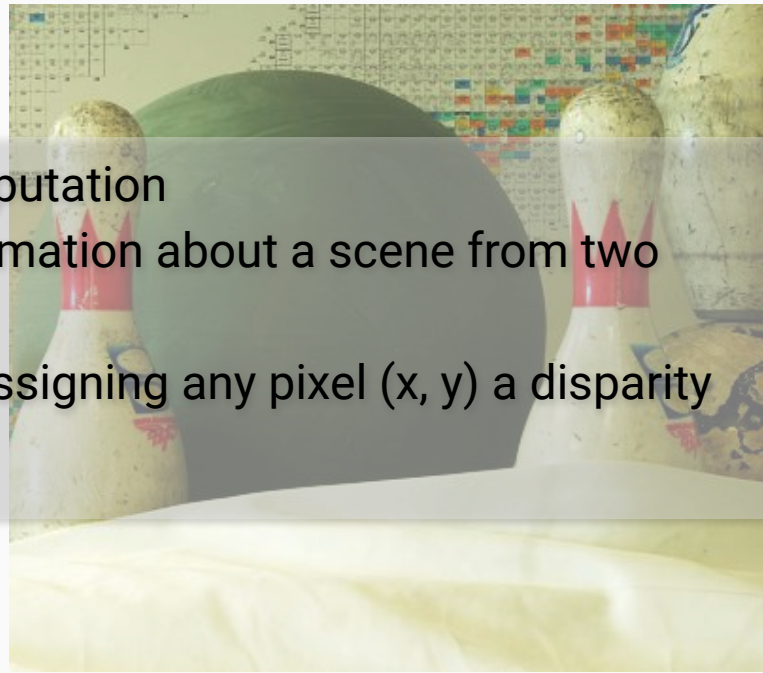 putation
mation about a scene from two
ssigning any pixel (x, y) a disparity